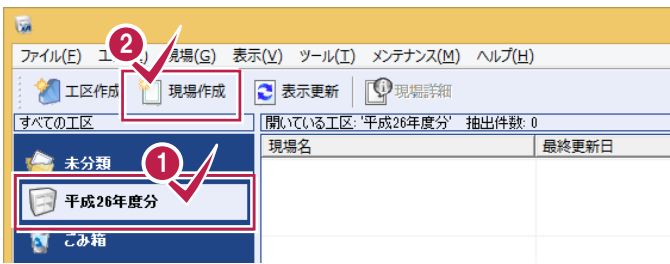 ファイル(F) エ 現場(G) 表示(V) ツール(T) メンテナンス(M) ヘルプ(H)
2
工区作成 現場作成 表示更新 現場詳細
すべての工区 開いている工区: '平成26年度分' 抽出件数: 0
現場名 最終更新日
未分類
1
平成26年度分
ごみ箱